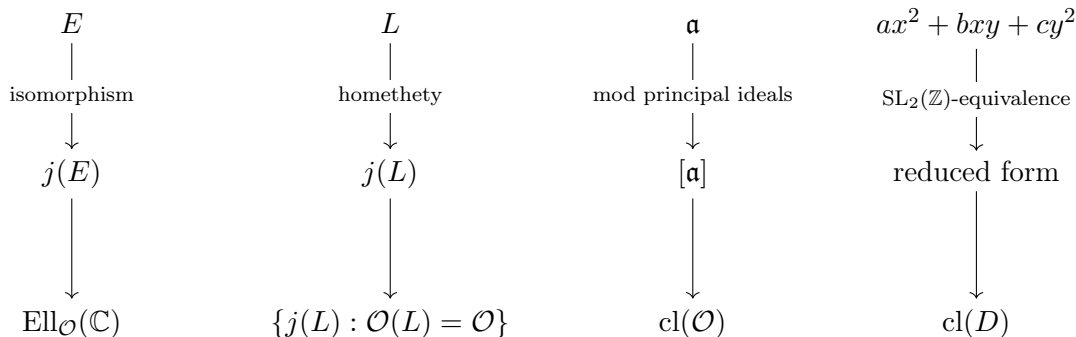 E L 𝔞 ax² + bxy + cy²
isomorphism homethety mod principal ideals SL₂(ℤ)-equivalence
j(E) j(L) [𝔞] reduced form
Ell_𝒪(ℂ) {j(L) : 𝒪(L) = 𝒪} cl(𝒪) cl(D)